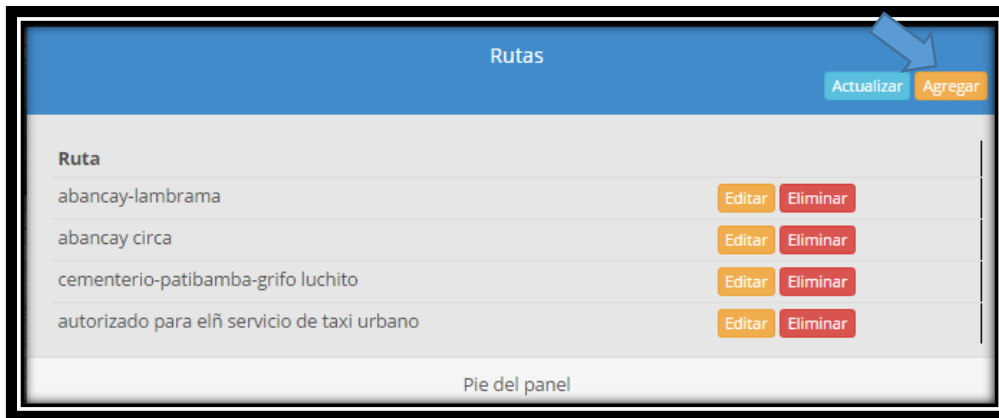 Rutas
Actualizar Agregar
Ruta
abancay-lambrama Editar Eliminar
abancay circa Editar Eliminar
cementerio-patibamba-grifo luchito Editar Eliminar
autorizado para elñ servicio de taxi urbano Editar Eliminar
Pie del panel